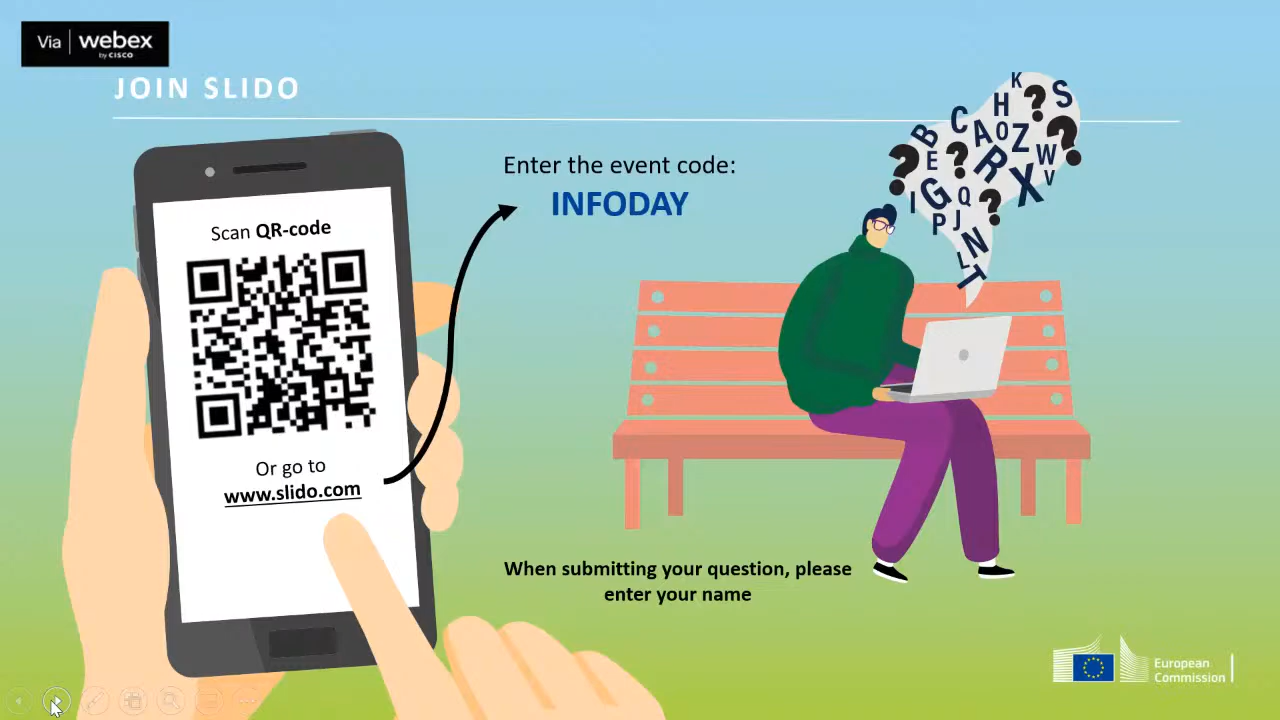 Via webex
by CISCO
JOIN SLIDO
Scan QR-code
Or go to
www.slido.com
Enter the event code:
INFODAY
K
S
H
?
C
A
O
Z
?
B
E
?
R
W
V
?
I
G
Q
X
P
J
?
N
L
T
When submitting your question, please
enter your name
European
Commission